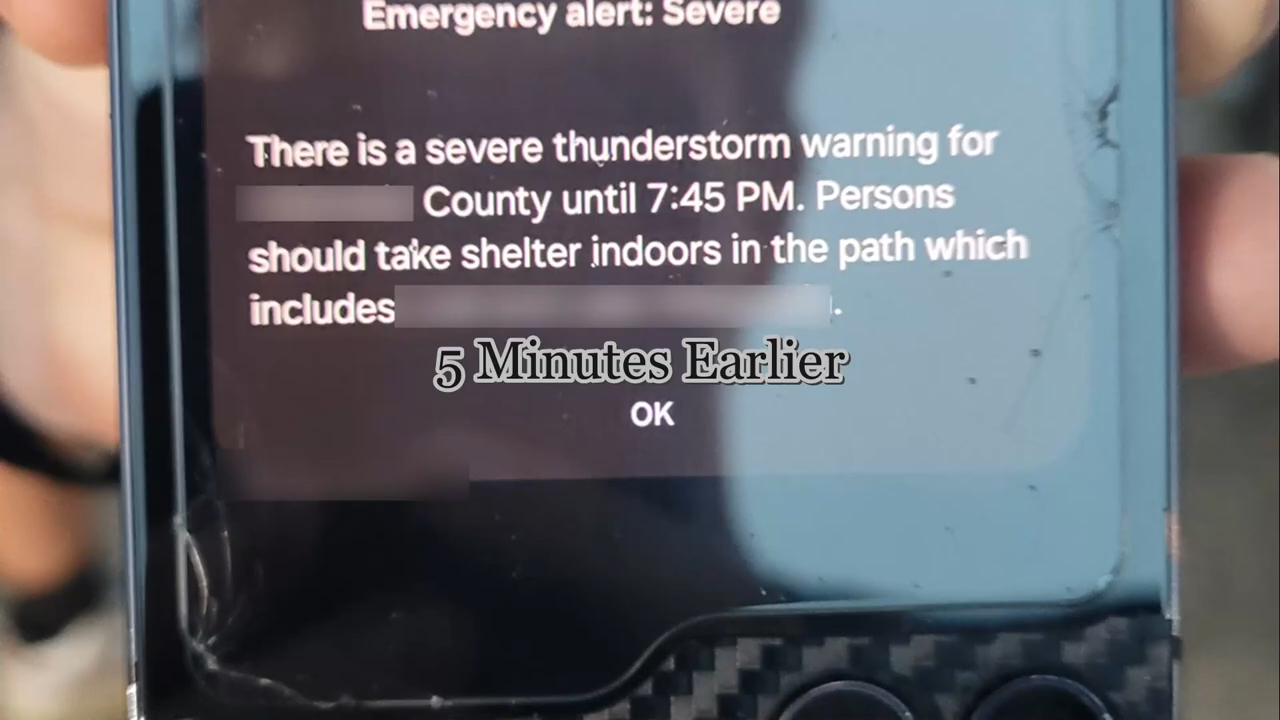 Emergency alert: Severe
There is a severe thunderstorm warning for
County until 7:45 PM. Persons
should take shelter indoors in the path which
includes .
5 Minutes Earlier
OK